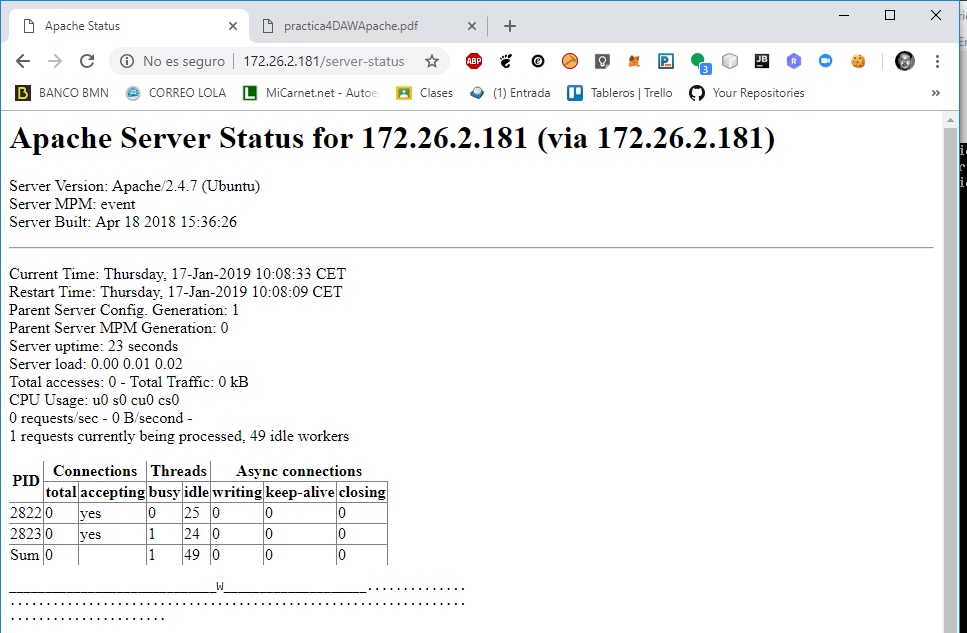 Apache Status
practica4DAWApache.pdf
No es seguro 172.26.2.181/server-status
ABP
P
3
JB
R
BANCO BMN
CORREO LOLA
MiCarnet.net - Autoe
Clases
(1) Entrada
Tableros | Trello
Your Repositories
»
Apache Server Status for 172.26.2.181 (via 172.26.2.181)
Server Version: Apache/2.4.7 (Ubuntu)
Server MPM: event
Server Built: Apr 18 2018 15:36:26
Current Time: Thursday, 17-Jan-2019 10:08:33 CET
Restart Time: Thursday, 17-Jan-2019 10:08:09 CET
Parent Server Config. Generation: 1
Parent Server MPM Generation: 0
Server uptime: 23 seconds
Server load: 0.00 0.01 0.02
Total accesses: 0 - Total Traffic: 0 kB
CPU Usage: u0 s0 cu0 cs0
0 requests/sec - 0 B/second -
1 requests currently being processed, 49 idle workers
PID Connections Threads Async connections
total accepting busy idle writing keep-alive closing
2822 0 yes 0 25 0 0 0
2823 0 yes 1 24 0 0 0
Sum 0 1 49 0 0 0
_____________________________W____________________..............
................................................................
......................